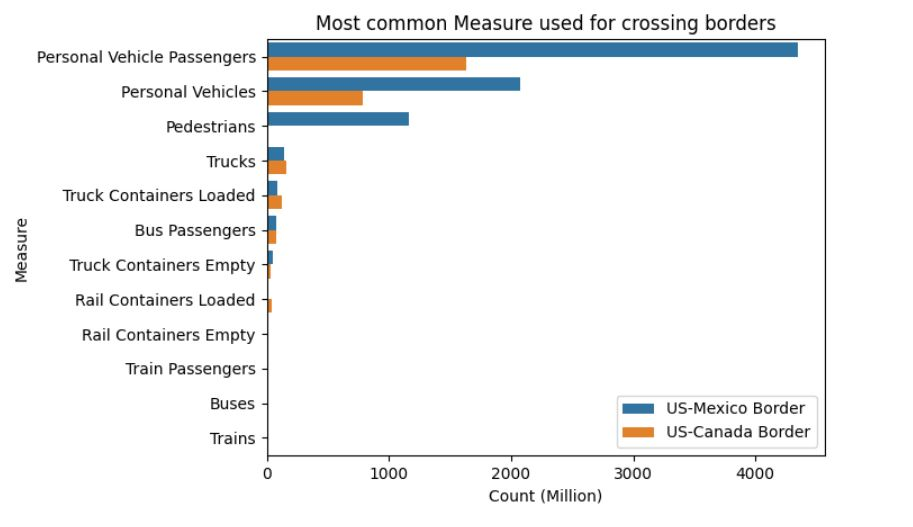 Most common Measure used for crossing borders
Personal Vehicle Passengers
Personal Vehicles
Pedestrians
Trucks
Truck Containers Loaded
Bus Passengers
Truck Containers Empty
Rail Containers Loaded
Rail Containers Empty
Train Passengers
Buses
Trains
Measure
US-Mexico Border
US-Canada Border
0 1000 2000 3000 4000
Count (Million)